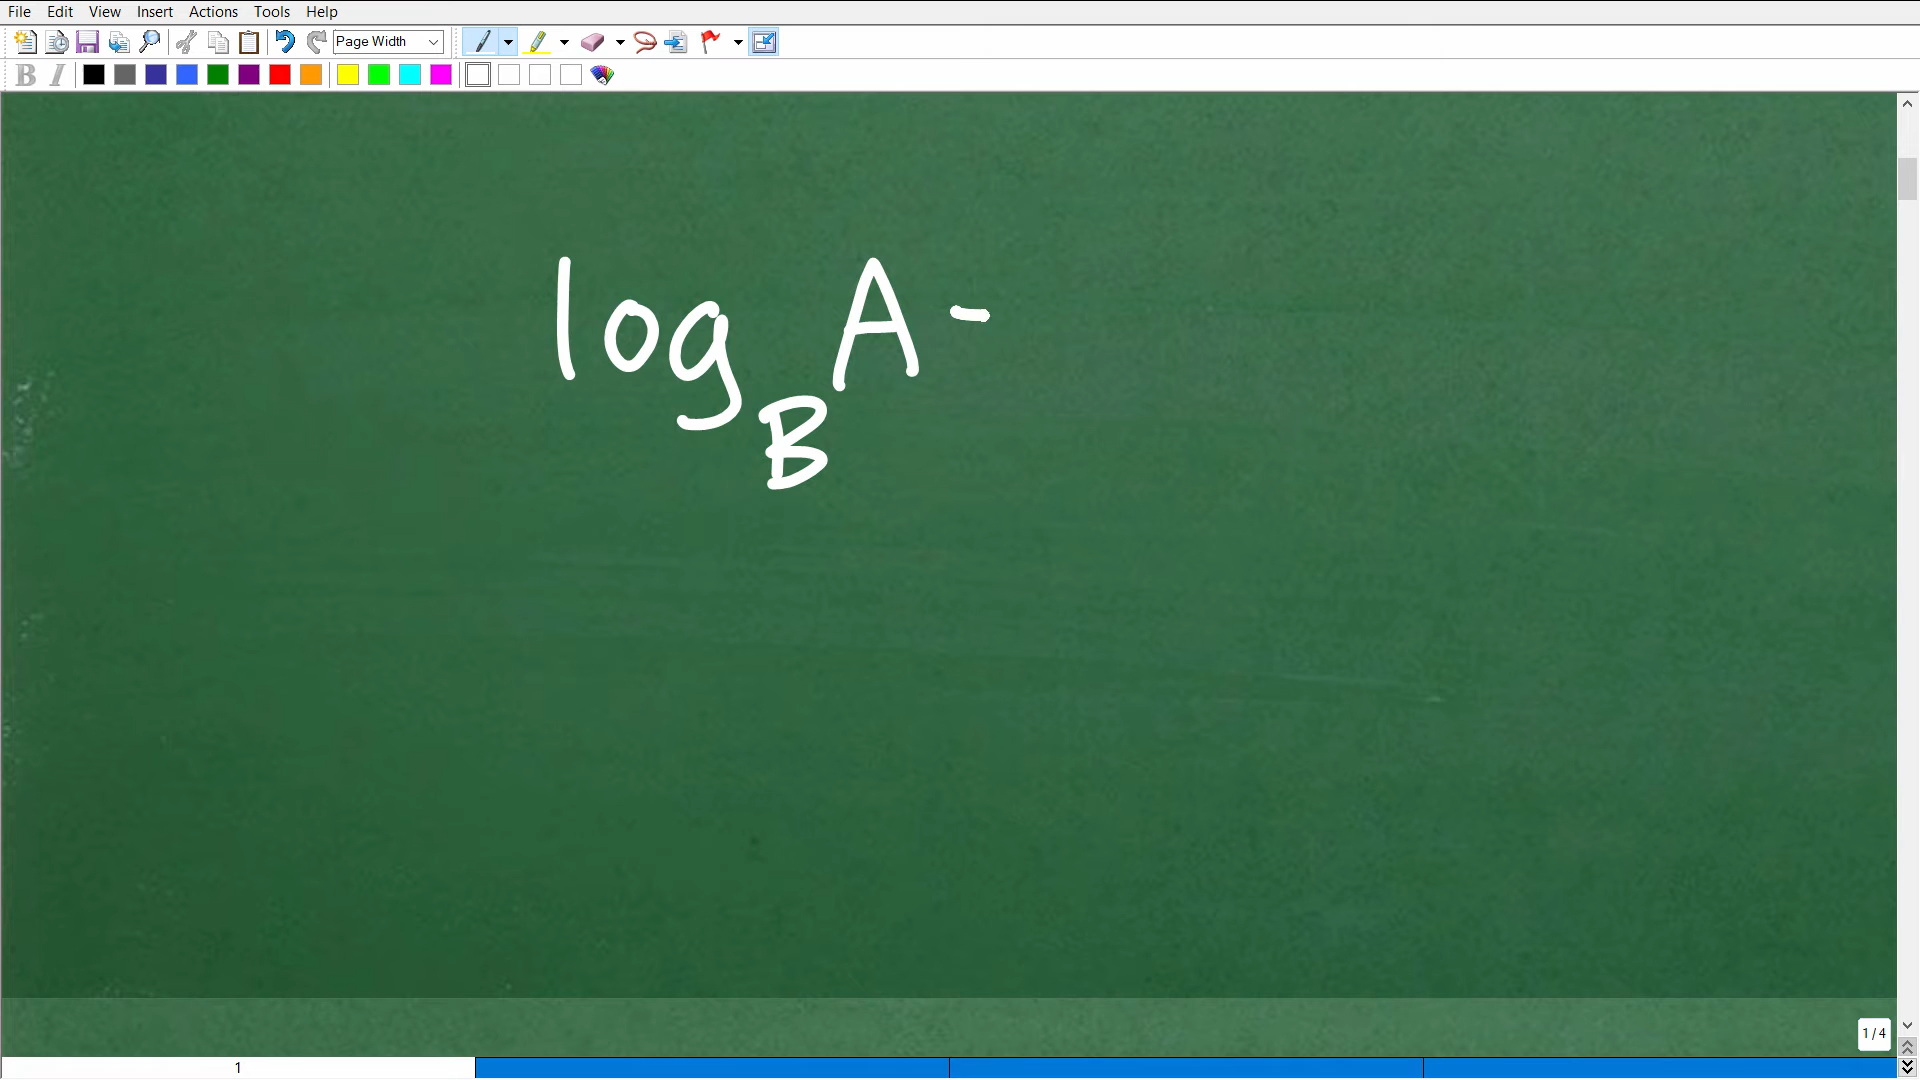 File Edit View Insert Actions Tools Help
Page Width
B I
log_B A -
1/4
1